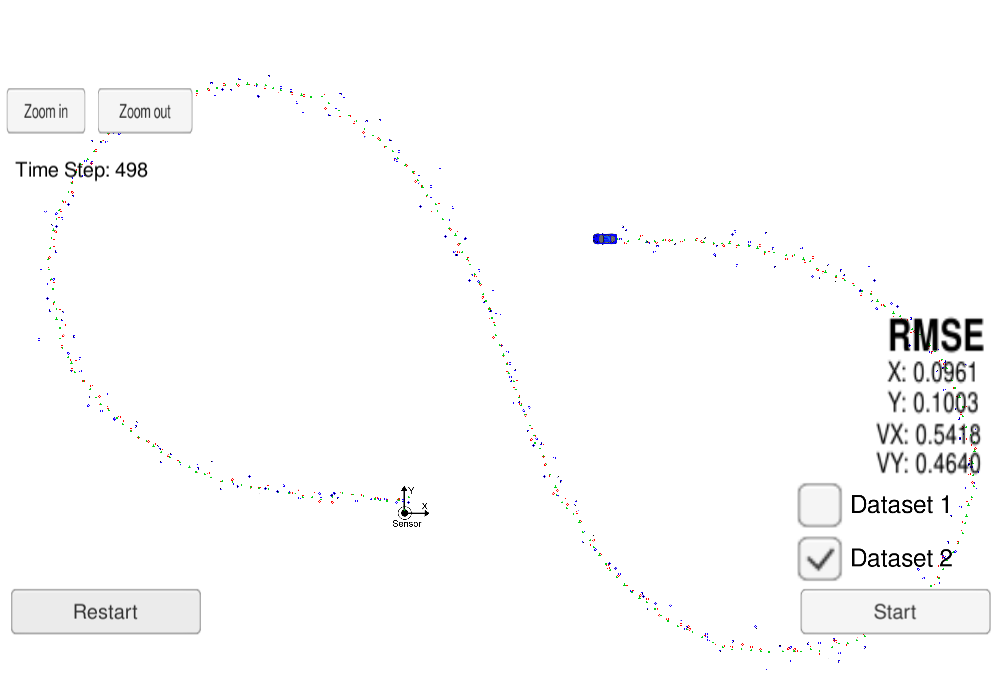 Zoom in
Zoom out
Time Step: 498
RMSE
X: 0.0961
Y: 0.1003
VX: 0.5418
VY: 0.4640
Y
X
Sensor
Dataset 1
Dataset 2
Restart
Start